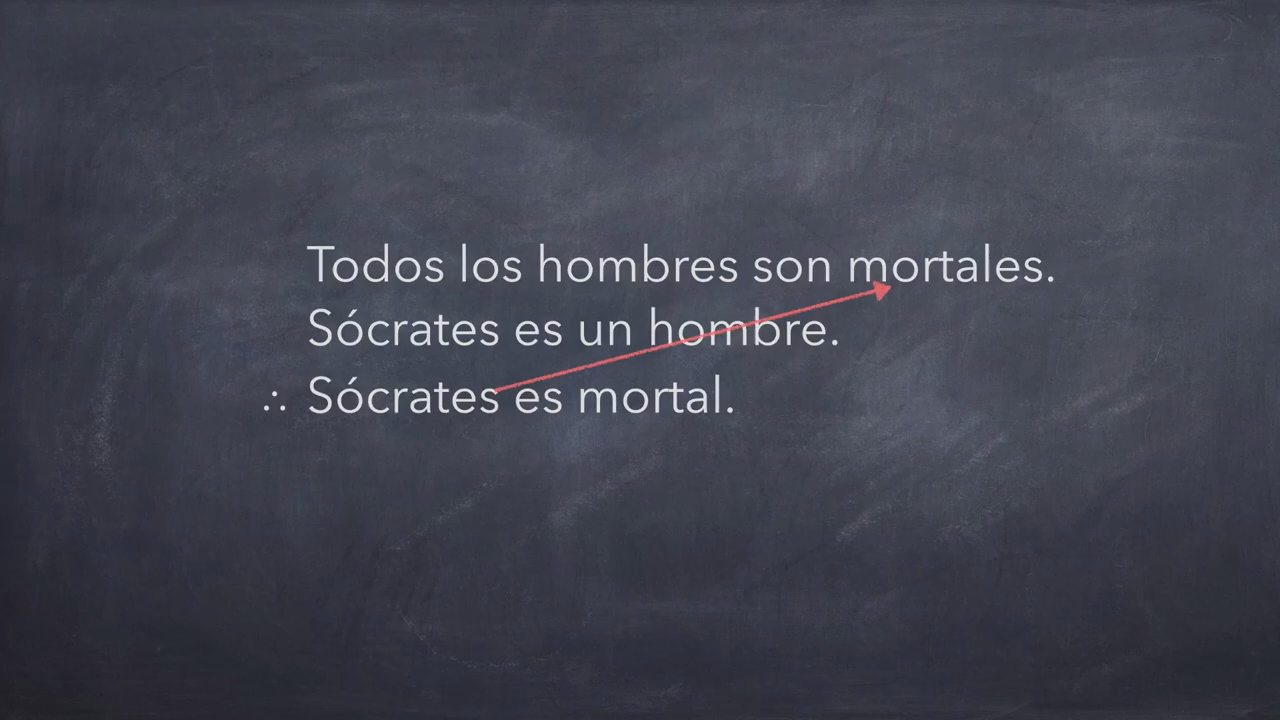 Todos los hombres son mortales.
Sócrates es un hombre.
∴ Sócrates es mortal.